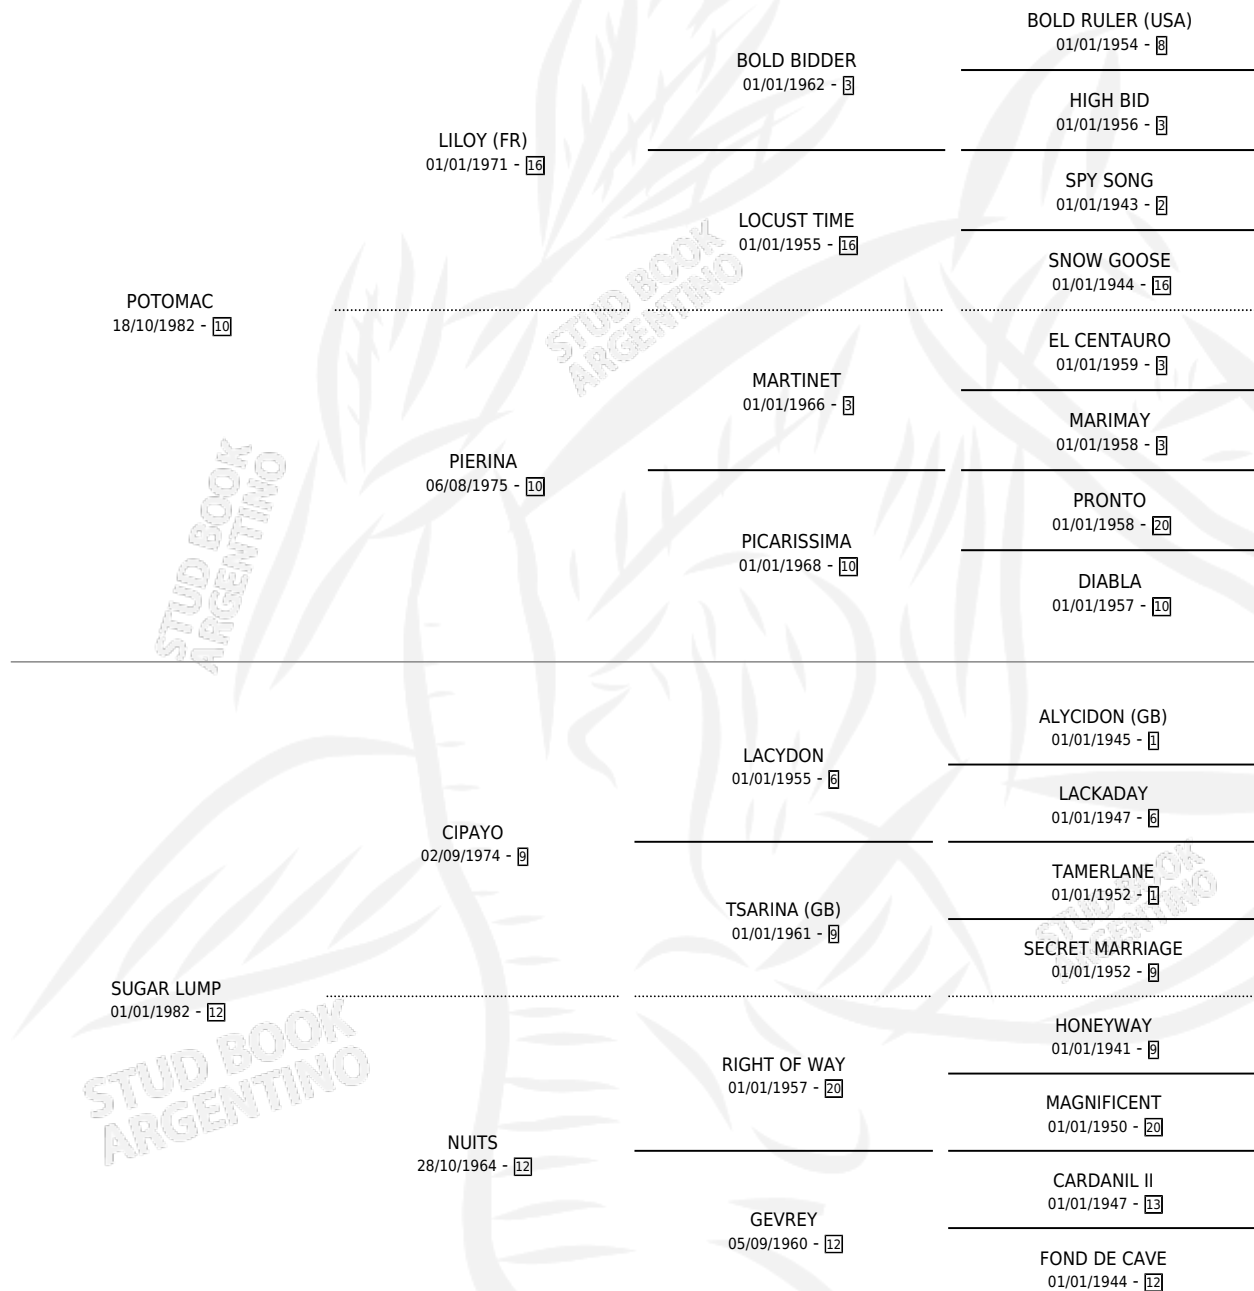 BOLD RULER (USA)
01/01/1954 - 8
BOLD BIDDER
01/01/1962 - 3
HIGH BID
01/01/1956 - 3
LILOY (FR)
01/01/1971 - 16
SPY SONG
01/01/1943 - 2
LOCUST TIME
01/01/1955 - 16
SNOW GOOSE
01/01/1944 - 16
POTOMAC
18/10/1982 - 10
EL CENTAURO
01/01/1959 - 3
MARTINET
01/01/1966 - 3
MARIMAY
01/01/1958 - 3
PIERINA
06/08/1975 - 10
PRONTO
01/01/1958 - 20
PICARISSIMA
01/01/1968 - 10
DIABLA
01/01/1957 - 10
ALYCIDON (GB)
01/01/1945 - 1
LACYDON
01/01/1955 - 6
LACKADAY
01/01/1947 - 6
CIPAYO
02/09/1974 - 9
TAMERLANE
01/01/1952 - 1
TSARINA (GB)
01/01/1961 - 9
SECRET MARRIAGE
01/01/1952 - 9
SUGAR LUMP
01/01/1982 - 12
HONEYWAY
01/01/1941 - 9
RIGHT OF WAY
01/01/1957 - 20
MAGNIFICENT
01/01/1950 - 20
NUITS
28/10/1964 - 12
CARDANIL II
01/01/1947 - 13
GEVREY
05/09/1960 - 12
FOND DE CAVE
01/01/1944 - 12
STUD BOOK
ARGENTINO
STUD BOOK
ARGENTINO
STUD BOOK
ARGENTINO
STUD BOOK
ARGENTINO